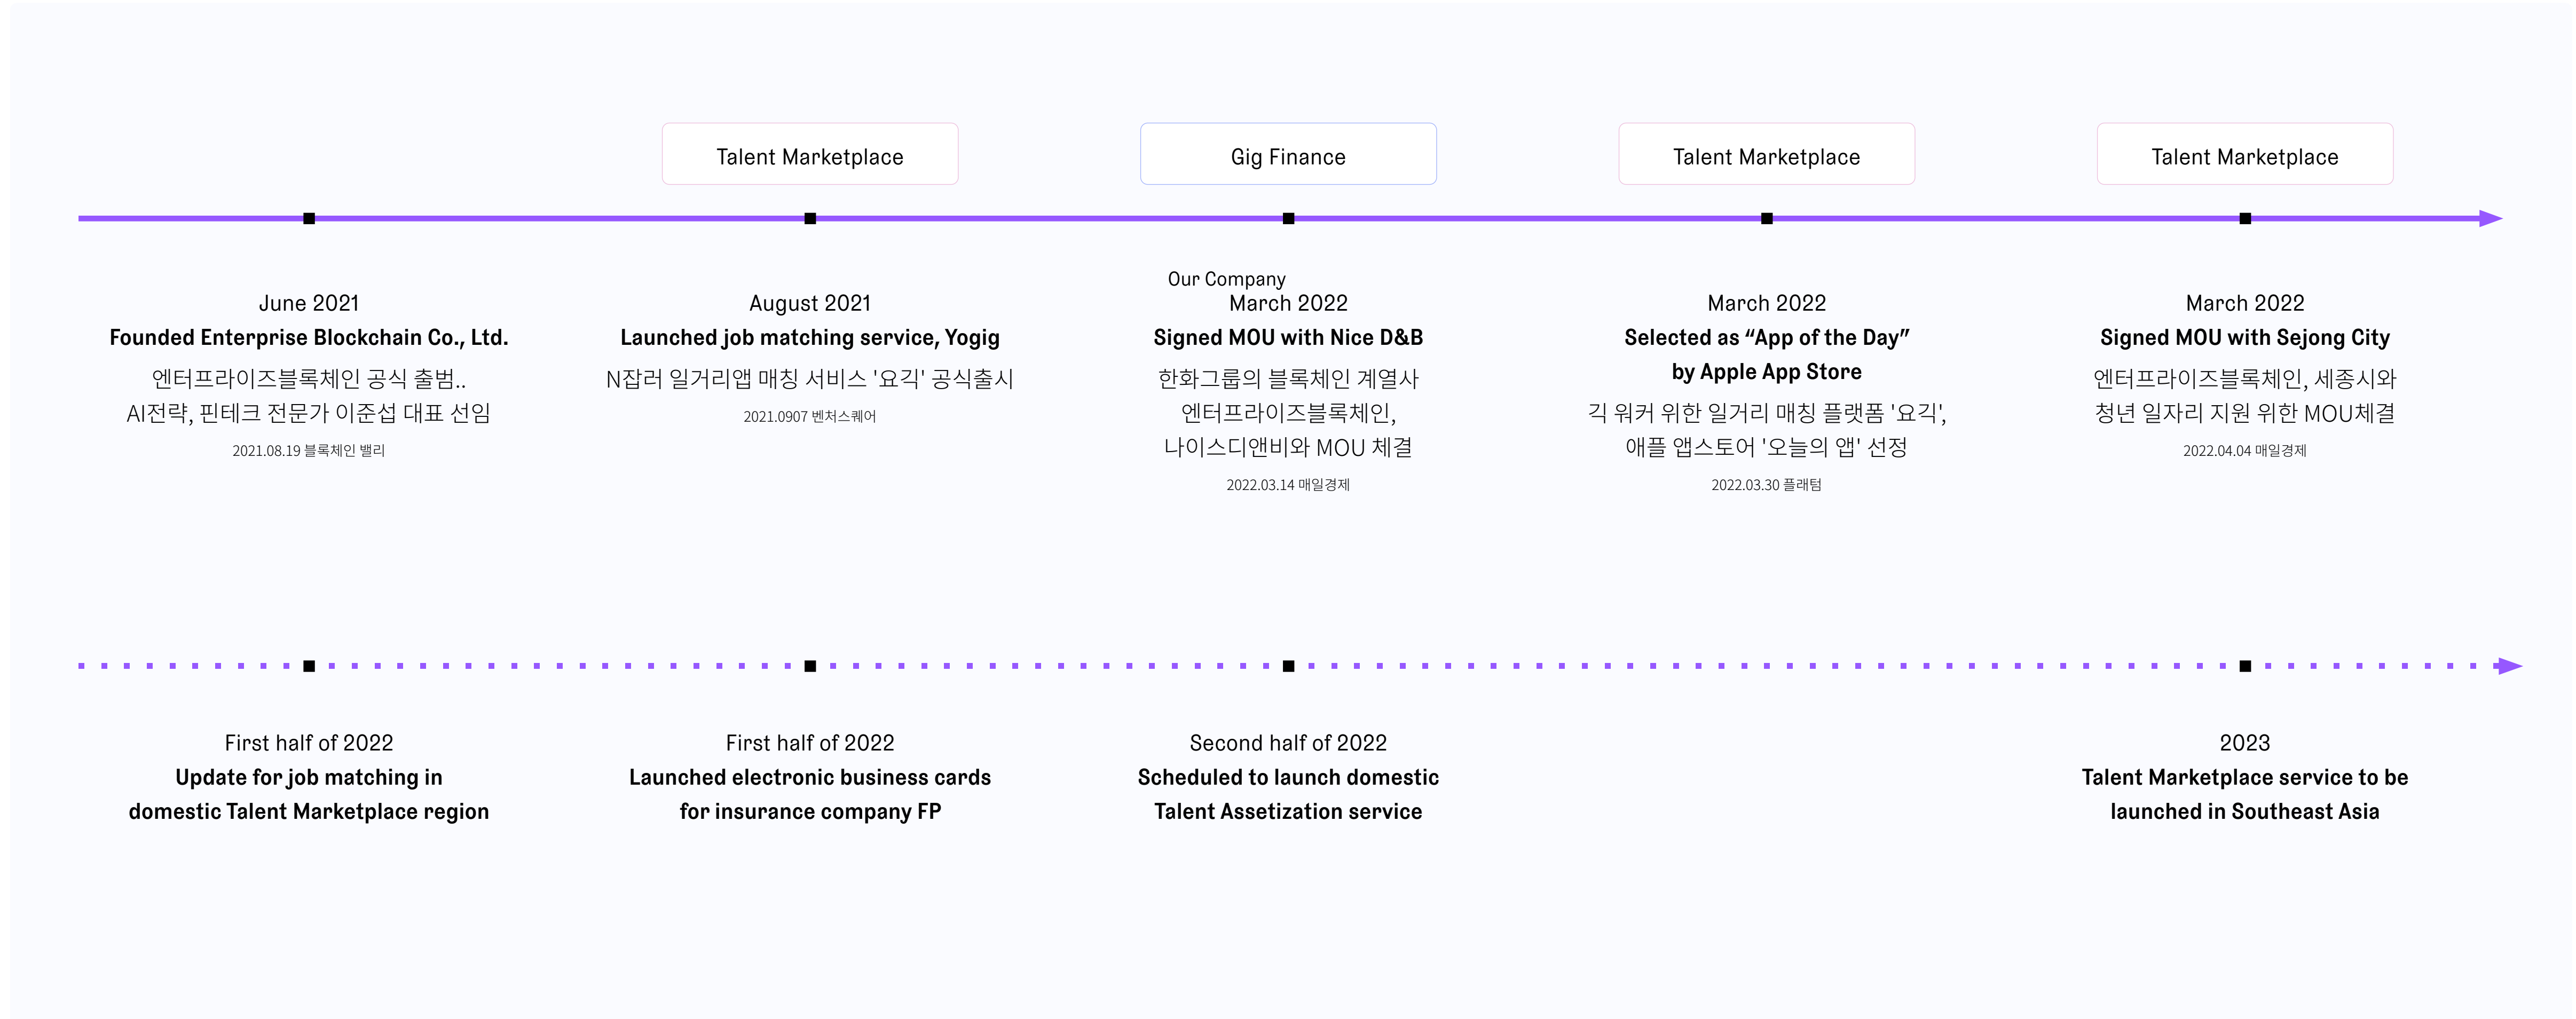 Talent Marketplace
Gig Finance
Talent Marketplace
Talent Marketplace
June 2021
Founded Enterprise Blockchain Co., Ltd.
엔터프라이즈블록체인 공식 출범..
AI전략, 핀테크 전문가 이준섭 대표 선임
2021.08.19 블록체인 밸리
August 2021
Launched job matching service, Yogig
N잡러 일거리앱 매칭 서비스 '요긱' 공식출시
2021.0907 벤처스퀘어
Our Company
March 2022
Signed MOU with Nice D&B
한화그룹의 블록체인 계열사
엔터프라이즈블록체인,
나이스디앤비와 MOU 체결
2022.03.14 매일경제
March 2022
Selected as “App of the Day”
by Apple App Store
긱 워커 위한 일거리 매칭 플랫폼 '요긱',
애플 앱스토어 '오늘의 앱' 선정
2022.03.30 플래텀
March 2022
Signed MOU with Sejong City
엔터프라이즈블록체인, 세종시와
청년 일자리 지원 위한 MOU체결
2022.04.04 매일경제
First half of 2022
Update for job matching in
domestic Talent Marketplace region
First half of 2022
Launched electronic business cards
for insurance company FP
Second half of 2022
Scheduled to launch domestic
Talent Assetization service
2023
Talent Marketplace service to be
launched in Southeast Asia